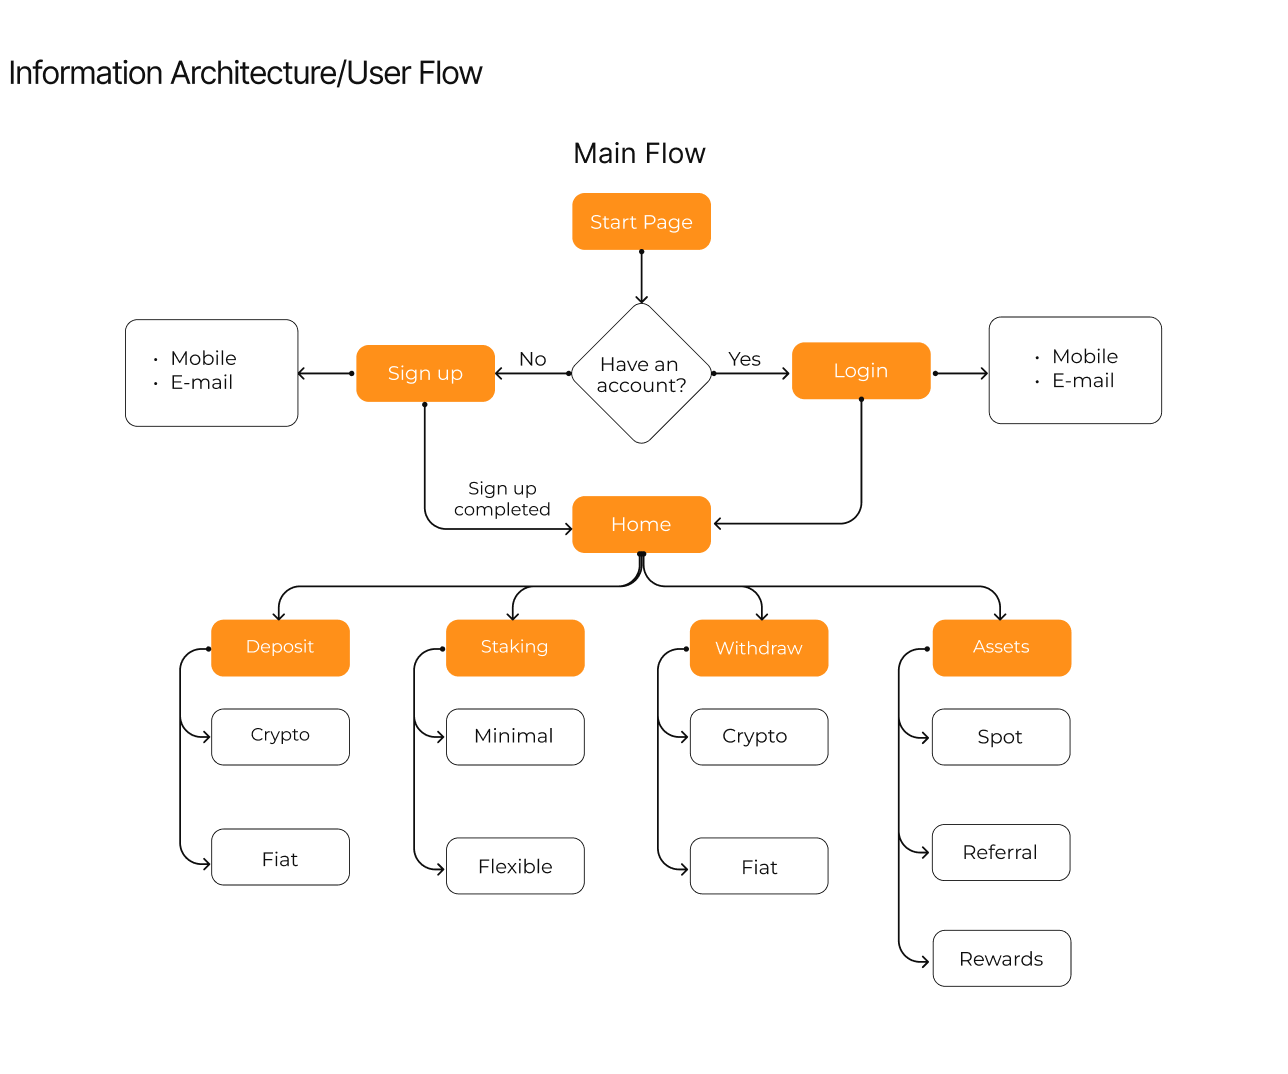 Information Architecture/User Flow
Main Flow
Start Page
• Mobile
• E-mail
Sign up
No
Have an
account?
Yes
Login
• Mobile
• E-mail
Sign up
completed
Home
Deposit
Staking
Withdraw
Assets
Crypto
Minimal
Crypto
Spot
Fiat
Flexible
Fiat
Referral
Rewards